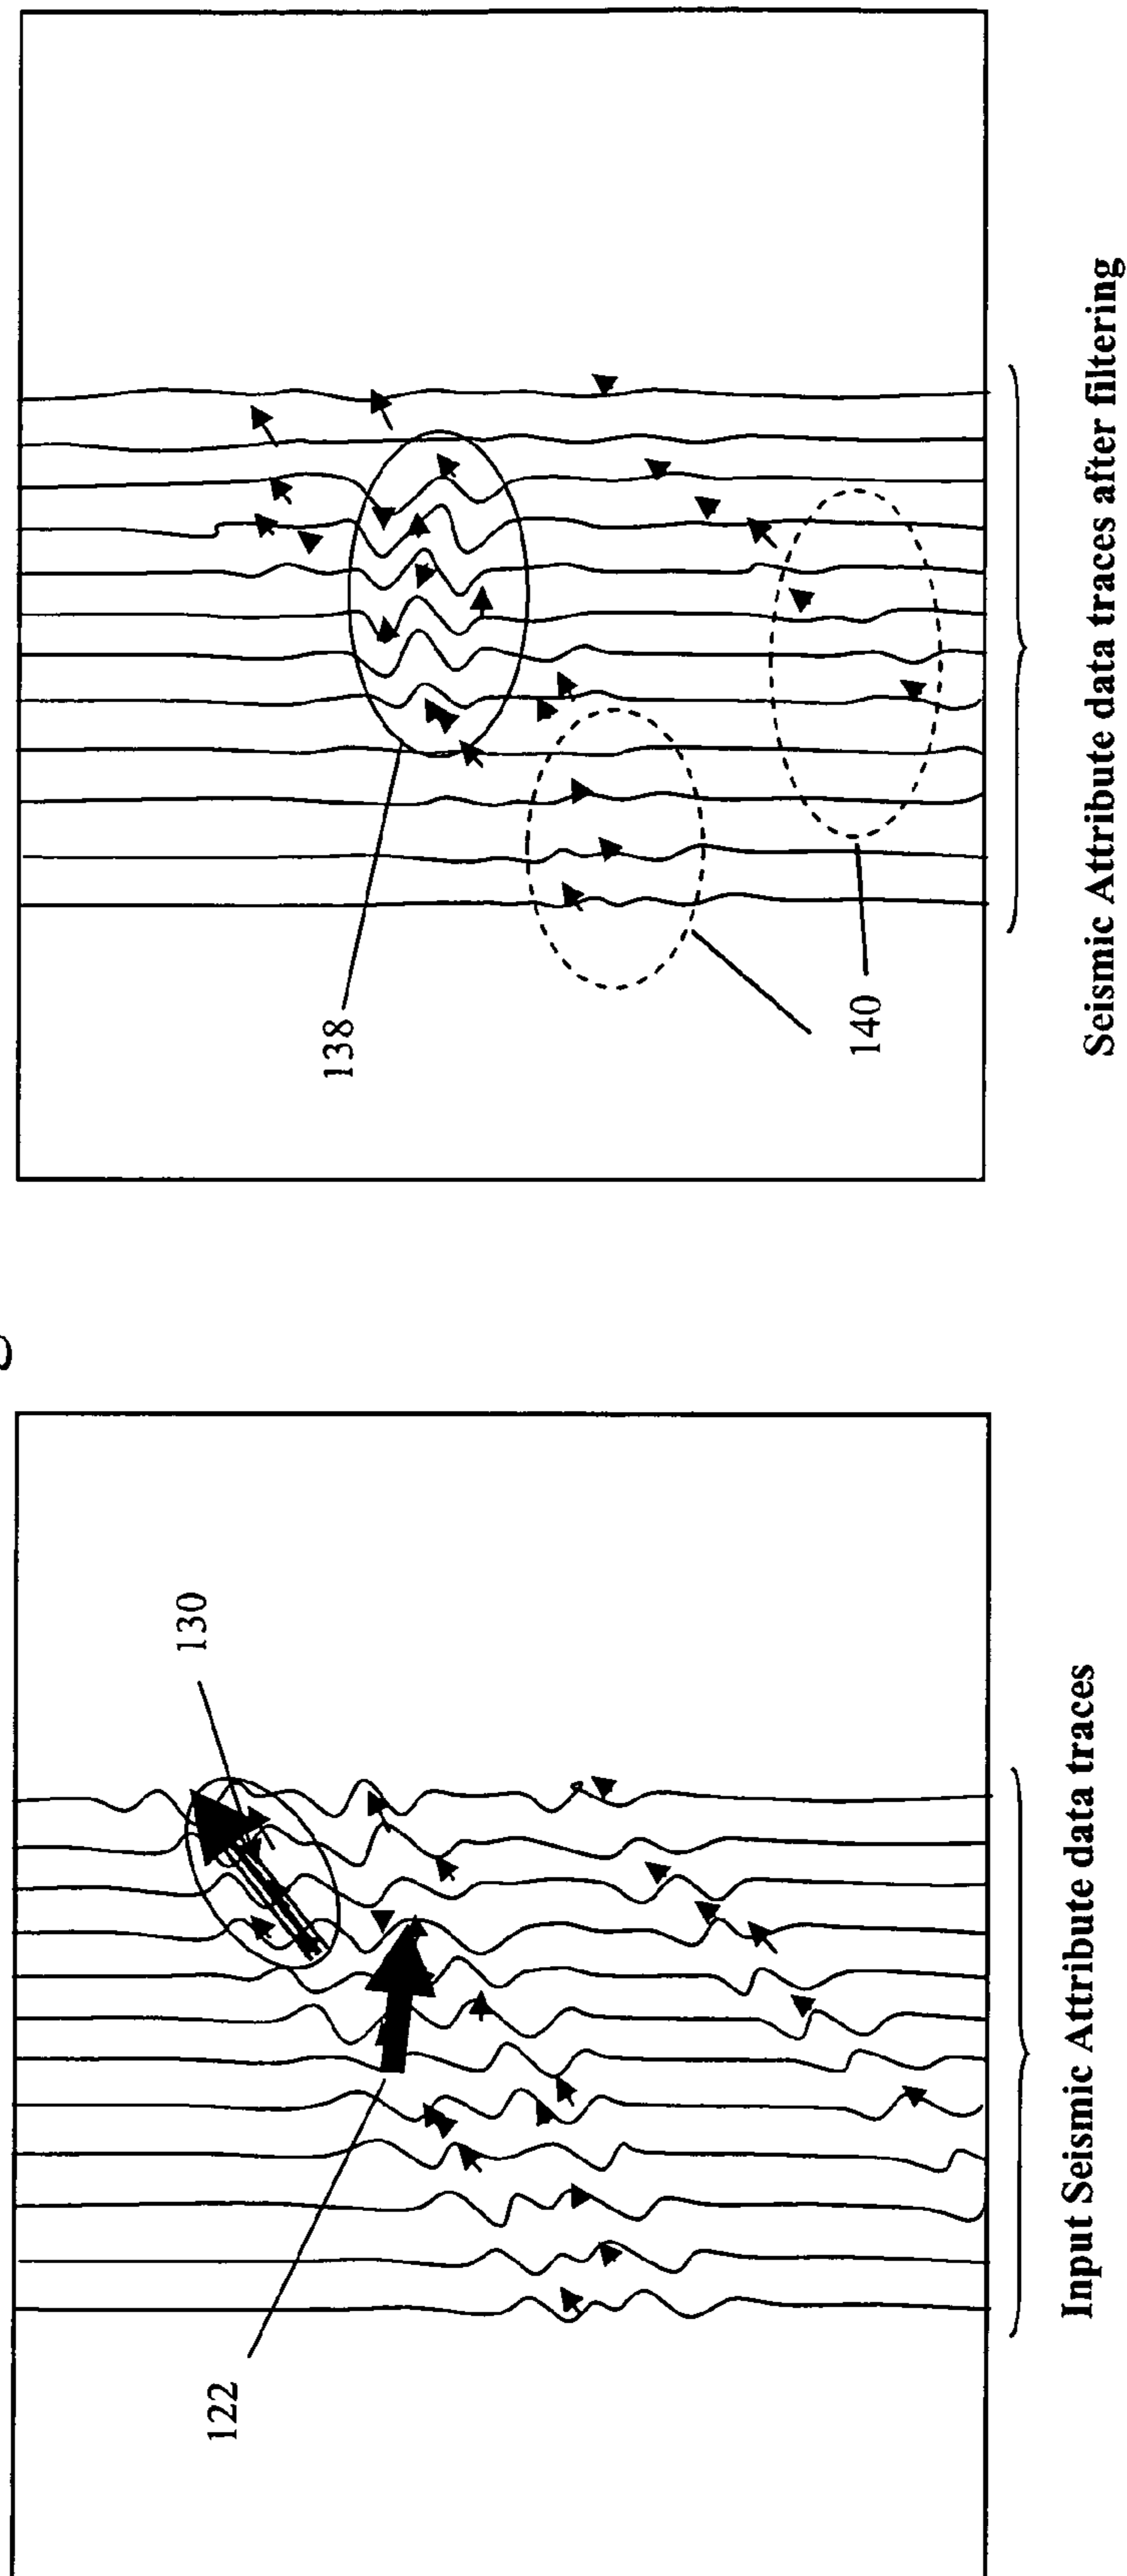 122
130
Input Seismic Attribute data traces
138
140
Seismic Attribute data traces after filtering